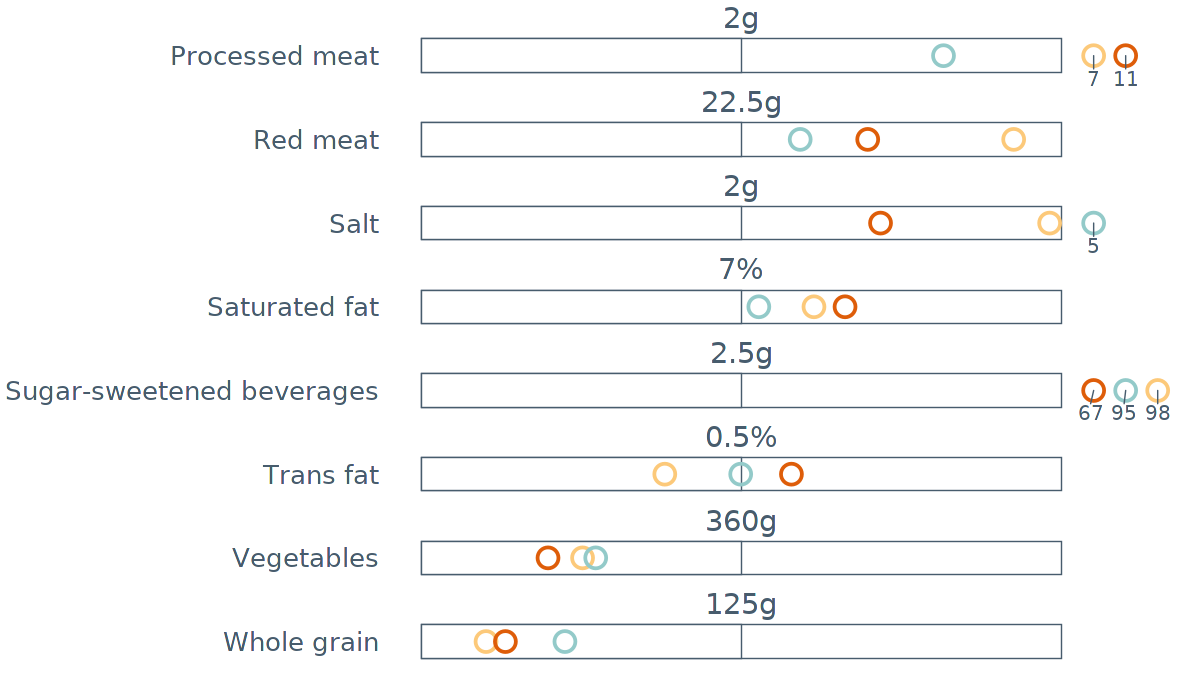 2g
Processed meat
7 11
22.5g
Red meat
2g
Salt
5
7%
Saturated fat
2.5g
Sugar-sweetened beverages
67 95 98
0.5%
Trans fat
360g
Vegetables
125g
Whole grain